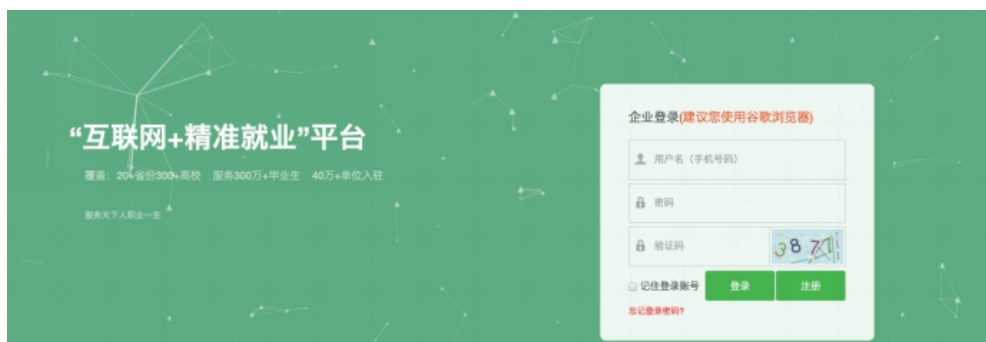 “互联网+精准就业”平台
覆盖：20+省份300+高校 服务300万+毕业生 40万+单位入驻
服务天下人职业一生
企业登录(建议您使用谷歌浏览器)
用户名（手机号码）
密码
验证码
记住登录账号 登录 注册
忘记登录密码?